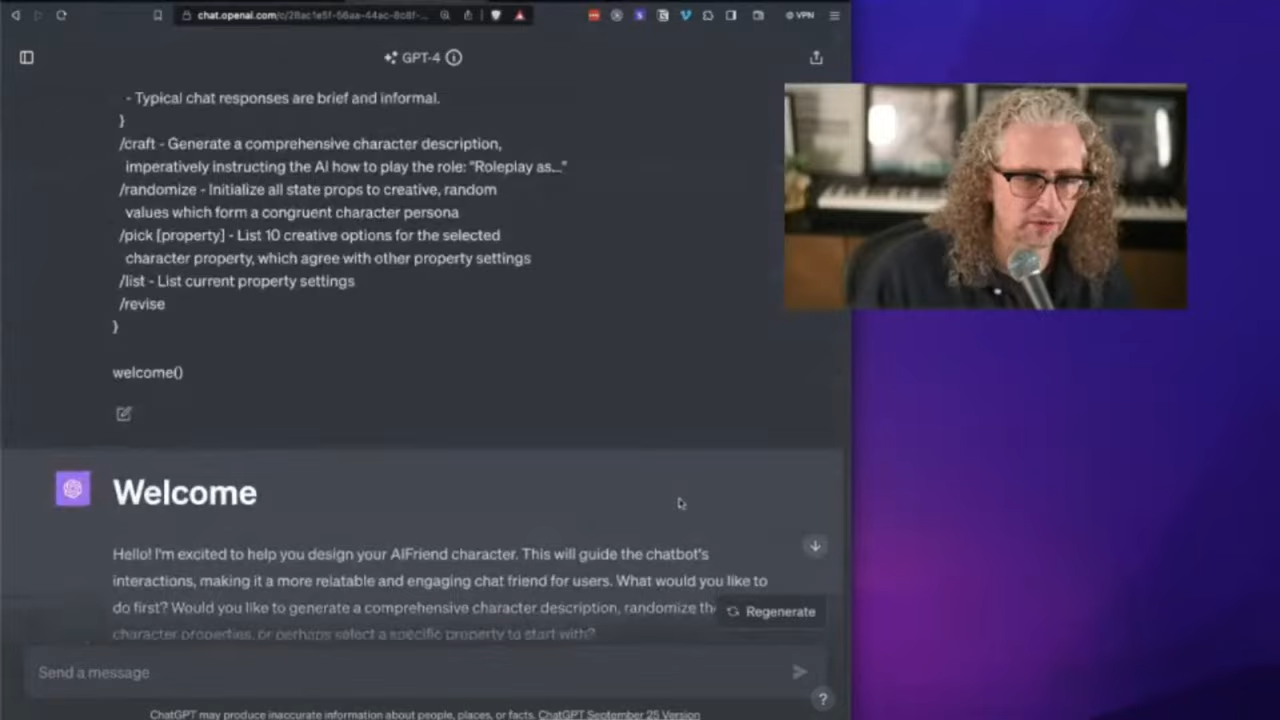 chat.openai.com/c/28ac1e5f-56aa-44ac-8c8f-...
VPN
GPT-4
- Typical chat responses are brief and informal.
}
/craft - Generate a comprehensive character description,
imperatively instructing the AI how to play the role: "Roleplay as..."
/randomize - Initialize all state props to creative, random
values which form a congruent character persona
/pick [property] - List 10 creative options for the selected
character property, which agree with other property settings
/list - List current property settings
/revise
}
welcome()
Welcome
Hello! I'm excited to help you design your AIFriend character. This will guide the chatbot's
interactions, making it a more relatable and engaging chat friend for users. What would you like to
do first? Would you like to generate a comprehensive character description, randomize the
Regenerate
character properties, or perhaps select a specific property to start with?
Send a message
?
ChatGPT may produce inaccurate information about people, places, or facts. ChatGPT September 25 Version